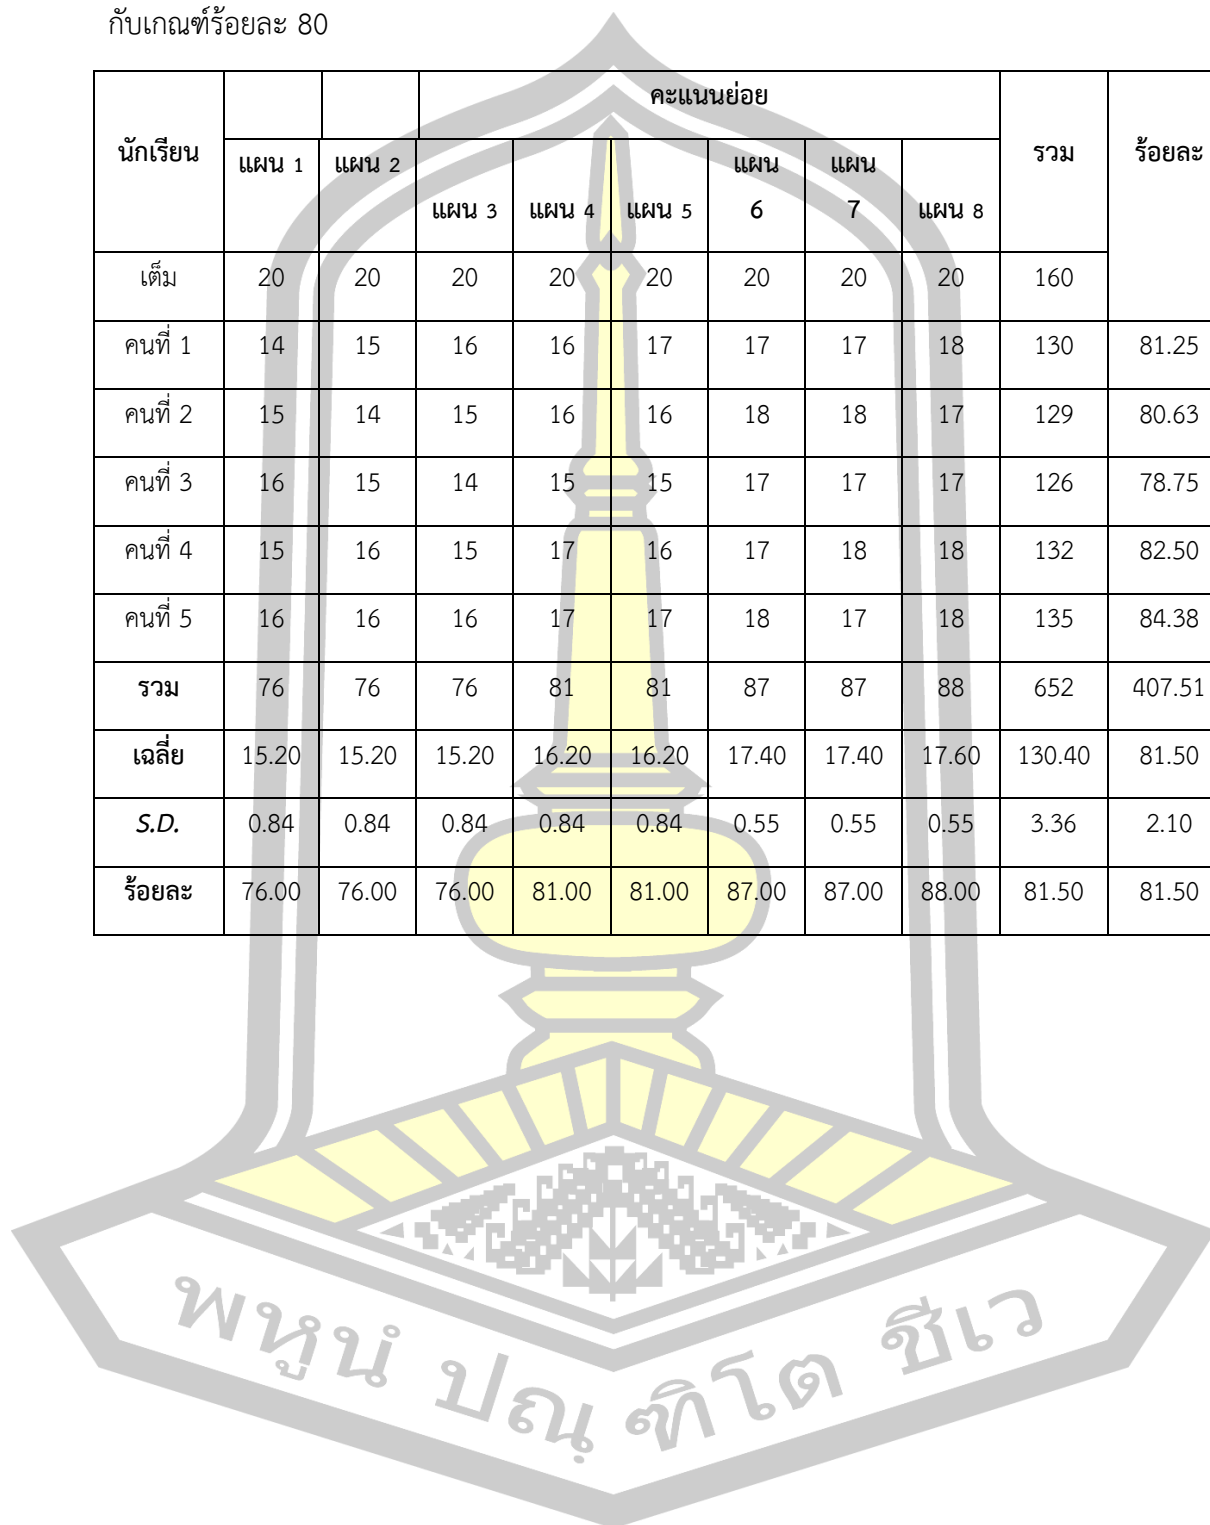 กับเกณฑ์ร้อยละ 80
นักเรียน คะแนนย่อย รวม ร้อยละ
แผน 1 แผน 2 แผน 3 แผน 4 แผน 5 แผน 6 แผน 7 แผน 8
เต็ม 20 20 20 20 20 20 20 20 160
คนที่ 1 14 15 16 16 17 17 17 18 130 81.25
คนที่ 2 15 14 15 16 16 18 18 17 129 80.63
คนที่ 3 16 15 14 15 15 17 17 17 126 78.75
คนที่ 4 15 16 15 17 16 17 18 18 132 82.50
คนที่ 5 16 16 16 17 17 18 17 18 135 84.38
รวม 76 76 76 81 81 87 87 88 652 407.51
เฉลี่ย 15.20 15.20 15.20 16.20 16.20 17.40 17.40 17.60 130.40 81.50
S.D. 0.84 0.84 0.84 0.84 0.84 0.55 0.55 0.55 3.36 2.10
ร้อยละ 76.00 76.00 76.00 81.00 81.00 87.00 87.00 88.00 81.50 81.50
พหูนํ ปณฺฑิโต ชีเว